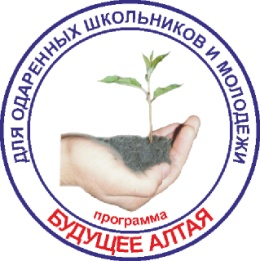 ДЛЯ ОДАРЕННЫХ ШКОЛЬНИКОВ И МОЛОДЕЖИ
программа
БУДУЩЕЕ АЛТАЯ